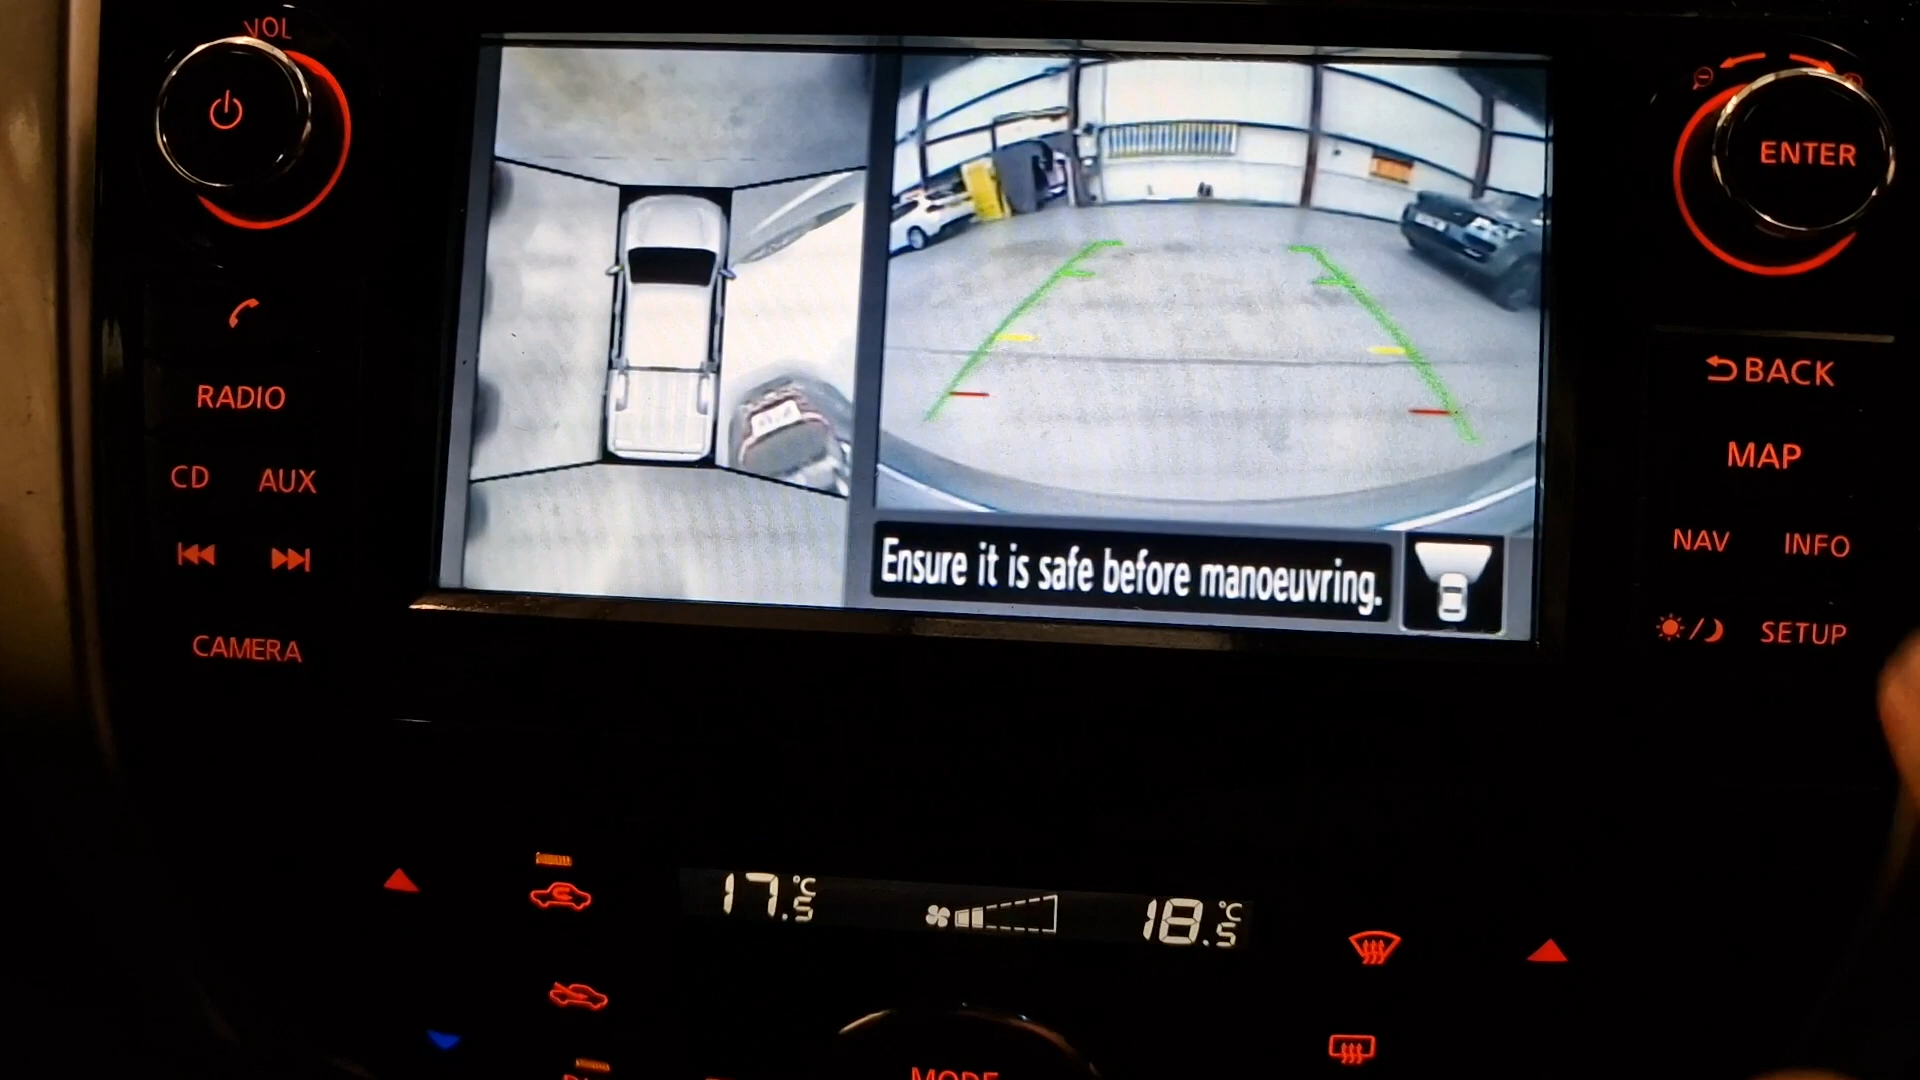 VOL
ENTER
RADIO
CD AUX
CAMERA
BACK
MAP
NAV INFO
SETUP
Ensure it is safe before manoeuvring.
17.5°C
18.5°C
MODE